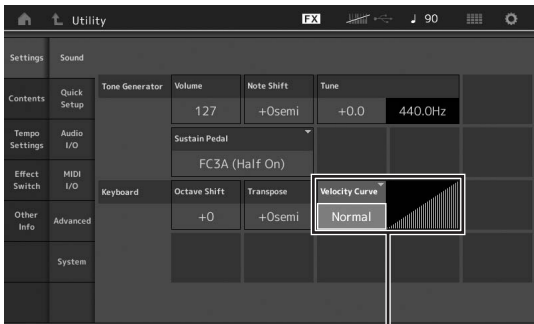 Utility FX ♩ 90
Settings Sound
Tone Generator Volume Note Shift Tune
127 +0semi +0.0 440.0Hz
Contents Quick Setup
Tempo Settings Audio I/O
Sustain Pedal
FC3A (Half On)
Effect Switch MIDI I/O
Keyboard Octave Shift Transpose Velocity Curve
+0 +0semi Normal
Other Info Advanced
System